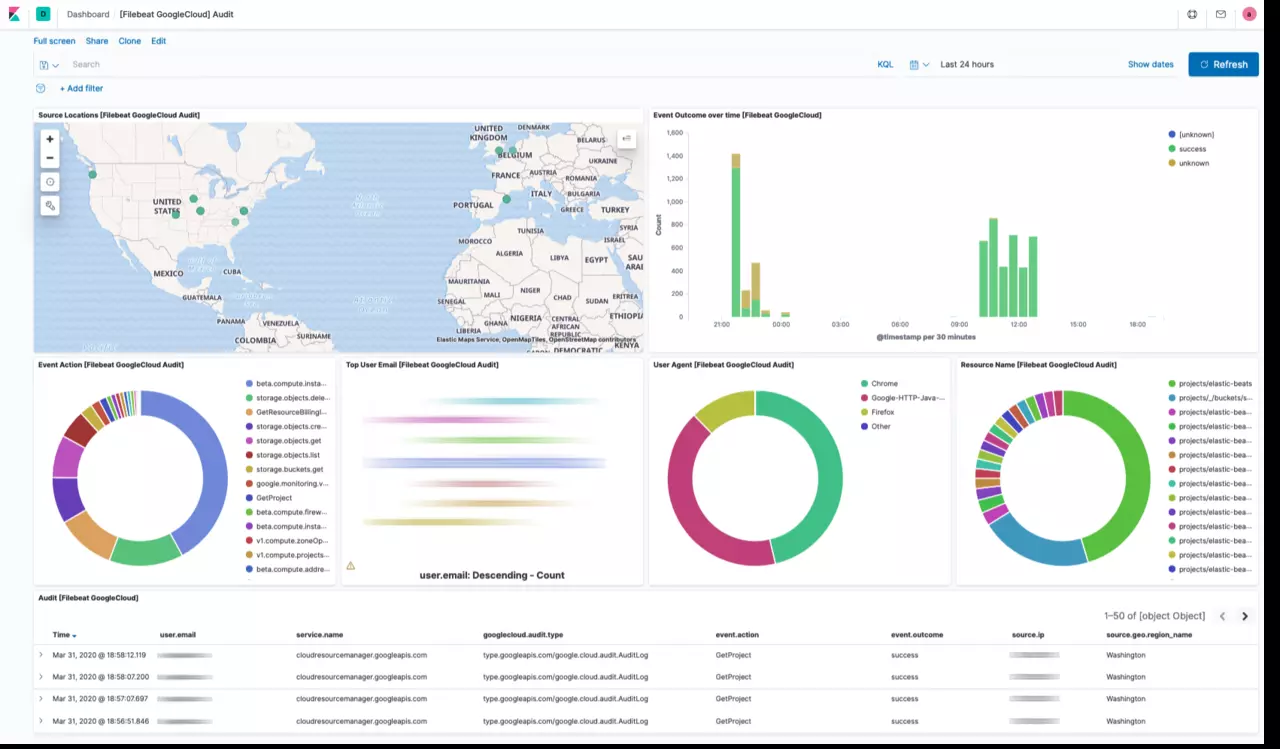 D Dashboard [Filebeat GoogleCloud] Audit a
Full screen Share Clone Edit
Search KQL Last 24 hours Show dates Refresh
+ Add filter
Source Locations [Filebeat GoogleCloud Audit]
+
−
UNITED KINGDOM
DENMARK
BELARUS
BELGIUM
UKRAINE
FRANCE
AUSTRIA
ROMANIA
ITALY
BULGARIA
PORTUGAL
GREECE
TURKEY
UNITED STATES
North Atlantic Ocean
TUNISIA
SYRIA
MOROCCO
ISRAEL
ALGERIA
LIBYA
EGYPT
SAU
ARAB
MEXICO
Gulf of Mexico
CUBA
MAURITANIA
GUATEMALA
Caribbean Sea
SENEGAL
MALI
NIGER
CHAD
SUDAN
ERITREA
PANAMA
VENEZUELA
GHANA
NIGERIA
CENTRAL AFRICAN REPUBLIC
ETHIOPIA
LIBERIA
COLOMBIA
SURINAME
KENYA
DEMOCRATIC
Elastic Maps Service, OpenMapTiles, OpenStreetMap contributors
Event Outcome over time [Filebeat GoogleCloud]
1,600
1,400
1,200
1,000
800
600
400
200
0
Count
21:00 00:00 03:00 06:00 09:00 12:00 15:00 18:00
@timestamp per 30 minutes
[unknown]
success
unknown
Event Action [Filebeat GoogleCloud Audit]
beta.compute.insta...
storage.objects.dele...
GetResourceBillingI...
storage.objects.cre...
storage.objects.get
storage.objects.list
storage.buckets.get
google.monitoring.v...
GetProject
beta.compute.firew...
beta.compute.insta...
v1.compute.zoneOp...
v1.compute.projects...
beta.compute.addre...
Top User Email [Filebeat GoogleCloud Audit]
user.email: Descending - Count
User Agent [Filebeat GoogleCloud Audit]
Chrome
Google-HTTP-Java-...
Firefox
Other
Resource Name [Filebeat GoogleCloud Audit]
projects/elastic-beats
projects/_/buckets/s...
projects/elastic-bea...
projects/elastic-bea...
projects/elastic-bea...
projects/elastic-bea...
projects/elastic-bea...
projects/elastic-bea...
projects/elastic-bea...
projects/elastic-bea...
projects/elastic-bea...
projects/elastic-bea...
projects/elastic-bea...
projects/elastic-bea...
Audit [Filebeat GoogleCloud]
1–50 of [object Object]
Time user.email service.name googlecloud.audit.type event.action event.outcome source.ip source.geo.region_name
Mar 31, 2020 @ 18:58:12.119 cloudresourcemanager.googleapis.com type.googleapis.com/google.cloud.audit.AuditLog GetProject success Washington
Mar 31, 2020 @ 18:58:07.200 cloudresourcemanager.googleapis.com type.googleapis.com/google.cloud.audit.AuditLog GetProject success Washington
Mar 31, 2020 @ 18:57:07.697 cloudresourcemanager.googleapis.com type.googleapis.com/google.cloud.audit.AuditLog GetProject success Washington
Mar 31, 2020 @ 18:56:51.846 cloudresourcemanager.googleapis.com type.googleapis.com/google.cloud.audit.AuditLog GetProject success Washington